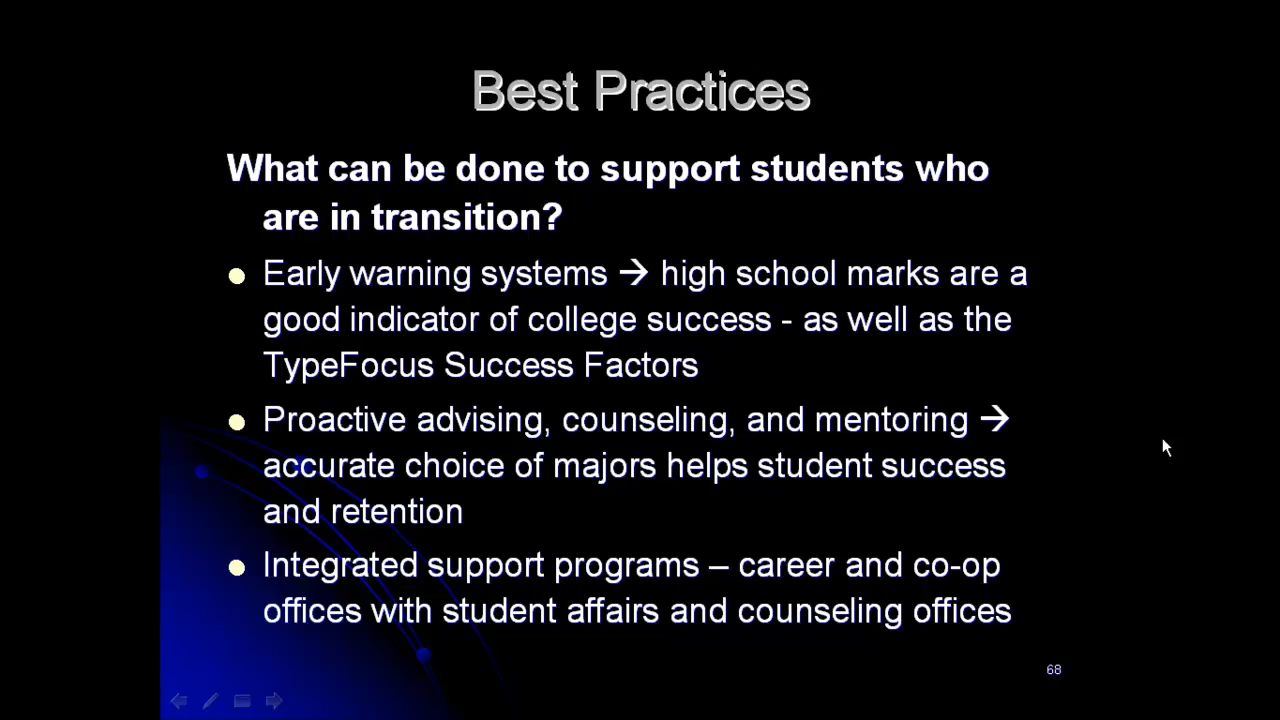 Best Practices
What can be done to support students who
are in transition?
Early warning systems → high school marks are a
good indicator of college success - as well as the
TypeFocus Success Factors
Proactive advising, counseling, and mentoring →
accurate choice of majors helps student success
and retention
Integrated support programs – career and co-op
offices with student affairs and counseling offices
68